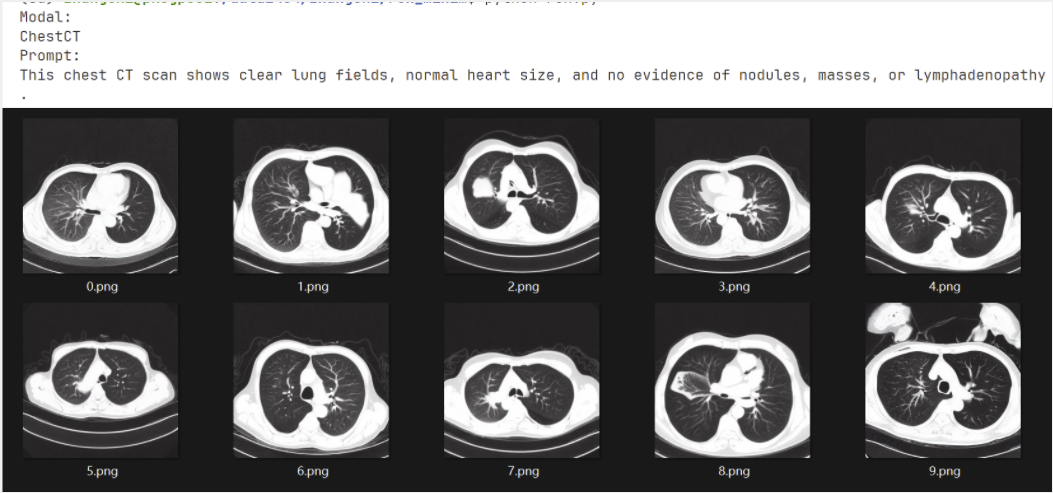 Modal:
ChestCT
Prompt:
This chest CT scan shows clear lung fields, normal heart size, and no evidence of nodules, masses, or lymphadenopathy
.
0.png
1.png
2.png
3.png
4.png
5.png
6.png
7.png
8.png
9.png